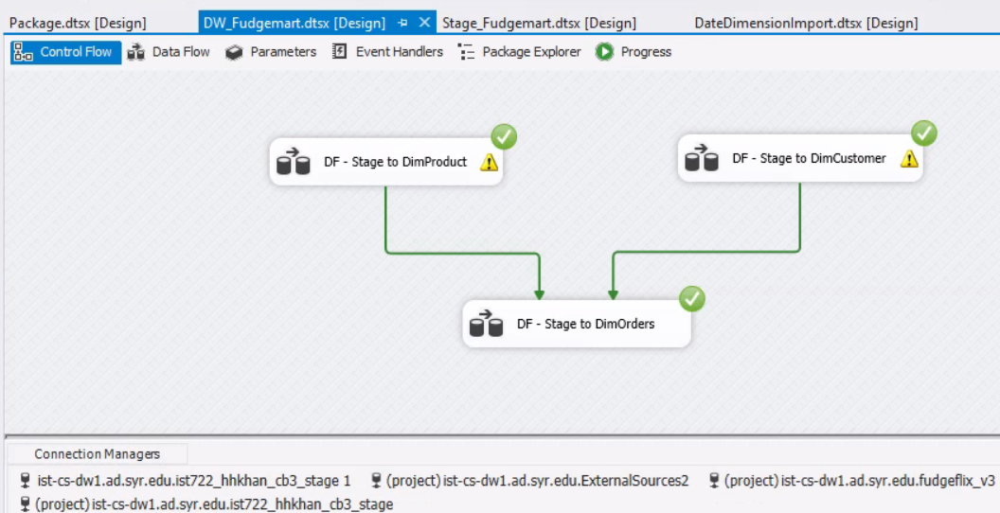 Package.dtsx [Design] DW_Fudgemart.dtsx [Design] Stage_Fudgemart.dtsx [Design] DateDimensionImport.dtsx [Design]
Control Flow Data Flow Parameters Event Handlers Package Explorer Progress
DF - Stage to DimProduct DF - Stage to DimCustomer
DF - Stage to DimOrders
Connection Managers
ist-cs-dw1.ad.syr.edu.ist722_hhkhan_cb3_stage 1 (project) ist-cs-dw1.ad.syr.edu.ExternalSources2 (project) ist-cs-dw1.ad.syr.edu.fudgeflix_v3
(project) ist-cs-dw1.ad.syr.edu.ist722_hhkhan_cb3_stage